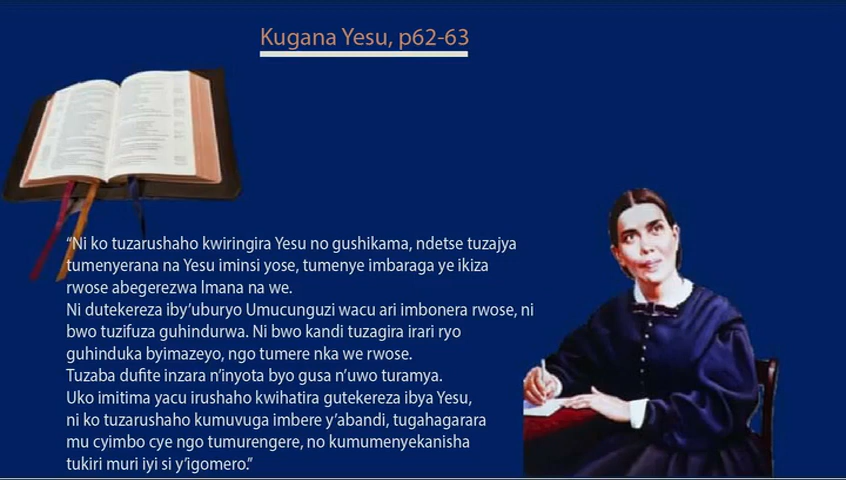 Kugana Yesu, p62-63
“Ni ko tuzarushaho kwiringira Yesu no gushikama, ndetse tuzajya
tumenyerana na Yesu iminsi yose, tumenye imbaraga ye ikiza
rwose abegerezwa Imana na we.
Ni dutekereza iby’uburyo Umucunguzi wacu ari imbonera rwose, ni
bwo tuzifuza guhindurwa. Ni bwo kandi tuzagira irari ryo
guhinduka byimazeyo, ngo tumere nka we rwose.
Tuzaba dufite inzara n’inyota byo gusa n’uwo turamya.
Uko imitima yacu irushaho kwihatira gutekereza ibya Yesu,
ni ko tuzarushaho kumuvuga imbere y’abandi, tugahagarara
mu cyimbo cye ngo tumurengere, no kumumenyekanisha
tukiri muri iyi si y’igomero.”